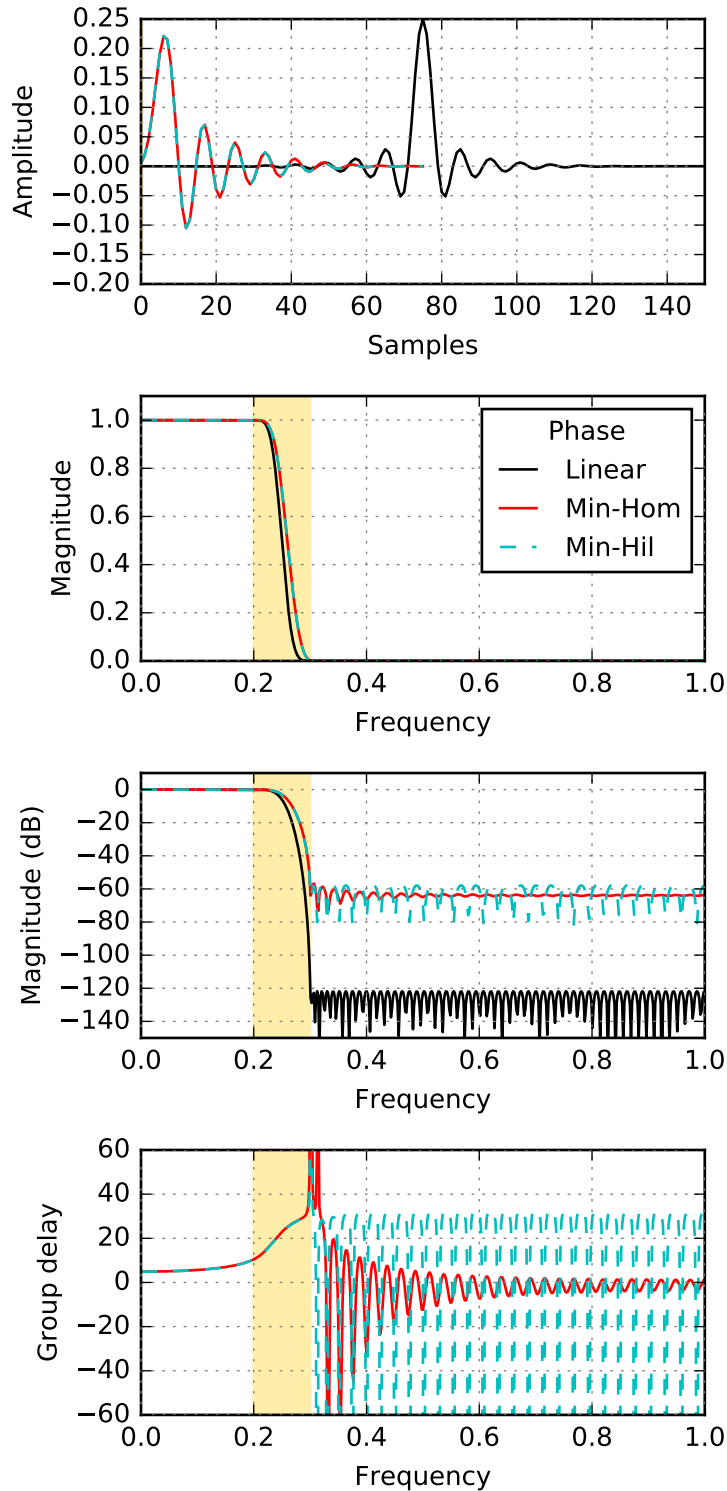 0.25
0.20
0.15
0.10
0.05
0.00
−0.05
−0.10
−0.15
−0.20
Amplitude
0 20 40 60 80 100 120 140
Samples
1.0
0.8
0.6
0.4
0.2
0.0
Magnitude
Phase
Linear
Min-Hom
Min-Hil
0.0 0.2 0.4 0.6 0.8 1.0
Frequency
0
−20
−40
−60
−80
−100
−120
−140
Magnitude (dB)
0.0 0.2 0.4 0.6 0.8 1.0
Frequency
60
40
20
0
−20
−40
−60
Group delay
0.0 0.2 0.4 0.6 0.8 1.0
Frequency